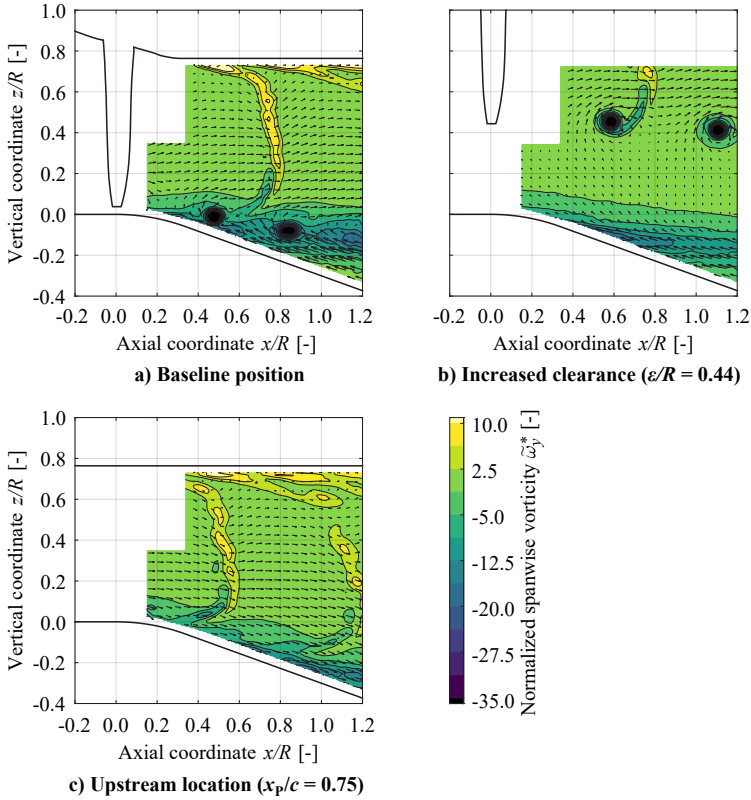 Vertical coordinate z/R [-]
1.0
0.8
0.6
0.4
0.2
0.0
-0.2
-0.4
-0.2 0.0 0.2 0.4 0.6 0.8 1.0 1.2
Axial coordinate x/R [-]
a) Baseline position
-0.2 0.0 0.2 0.4 0.6 0.8 1.0 1.2
Axial coordinate x/R [-]
b) Increased clearance (ε/R = 0.44)
Vertical coordinate z/R [-]
1.0
0.8
0.6
0.4
0.2
0.0
-0.2
-0.4
-0.2 0.0 0.2 0.4 0.6 0.8 1.0 1.2
Axial coordinate x/R [-]
c) Upstream location (xP/c = 0.75)
10.0
2.5
-5.0
-12.5
-20.0
-27.5
-35.0
Normalized spanwise vorticity ω̃*y [-]